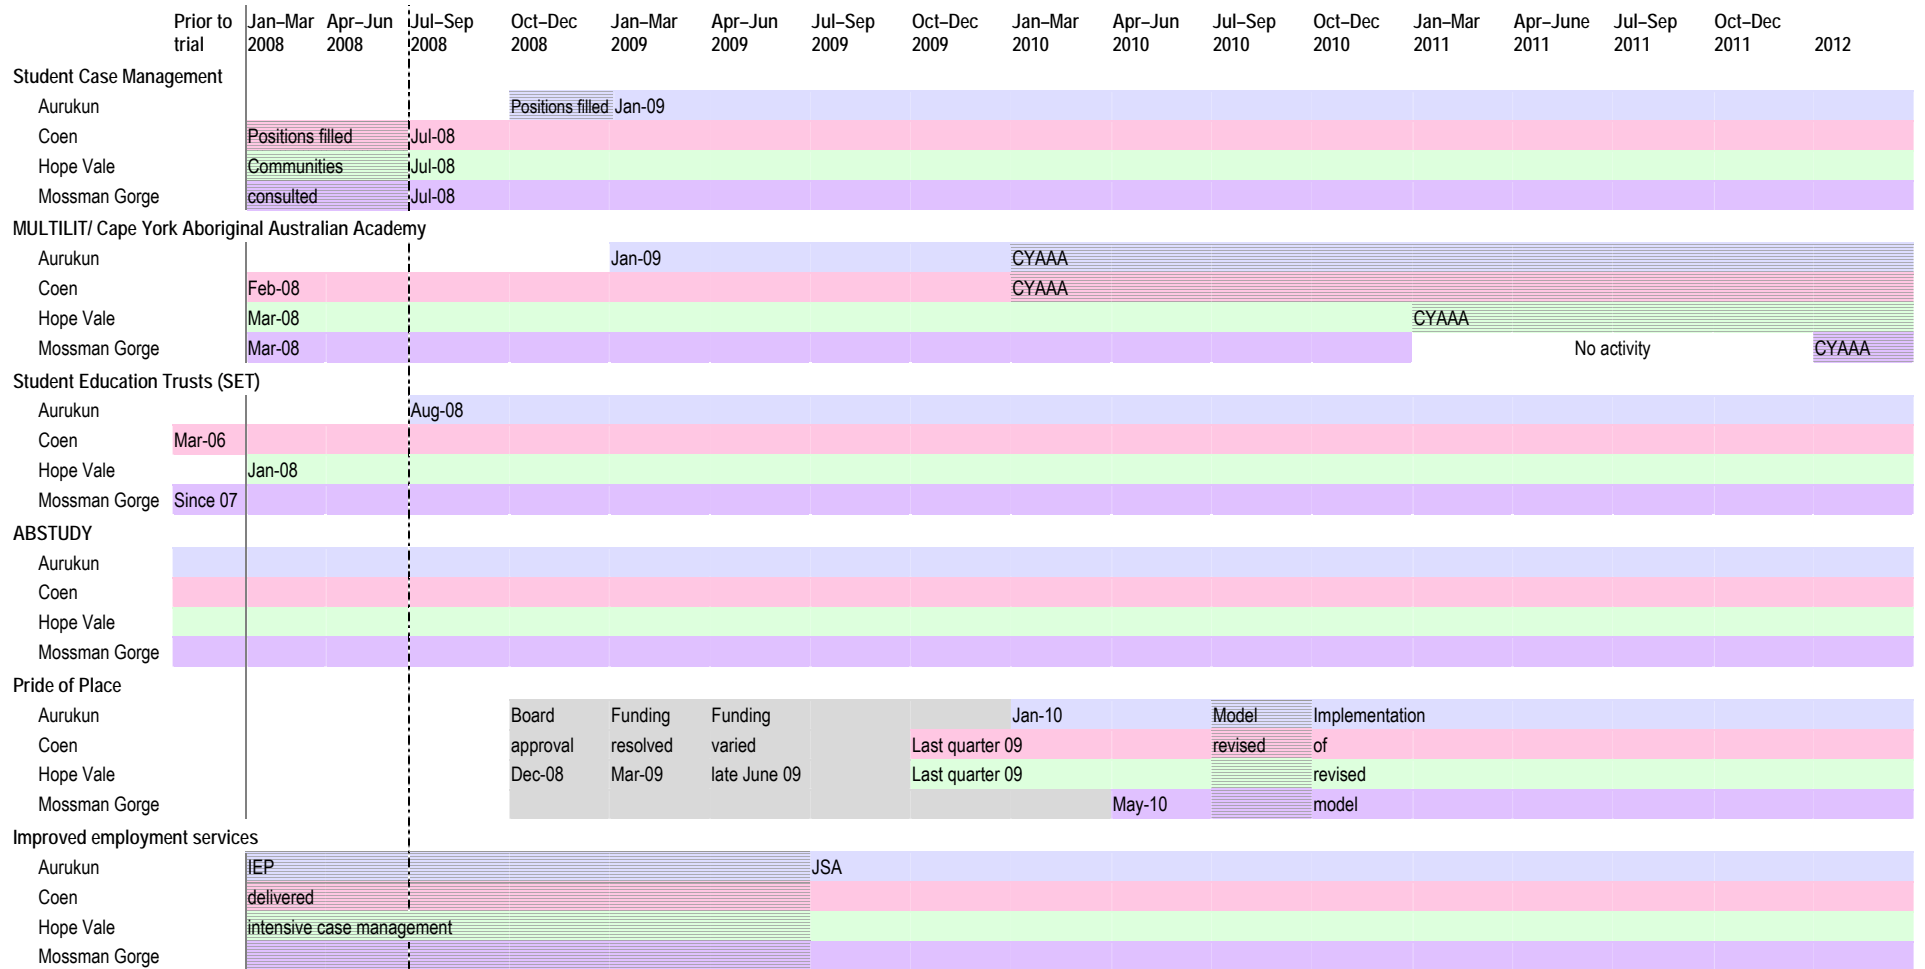 Prior to Jan–Mar Apr–Jun Jul–Sep Oct–Dec Jan–Mar Apr–Jun Jul–Sep Oct–Dec Jan–Mar Apr–Jun Jul–Sep Oct–Dec Jan–Mar Apr–June Jul–Sep Oct–Dec
trial 2008 2008 2008 2008 2009 2009 2009 2009 2010 2010 2010 2010 2011 2011 2011 2011 2012
Student Case Management
Aurukun Positions filled Jan-09
Coen Positions filled Jul-08
Hope Vale Communities Jul-08
Mossman Gorge consulted Jul-08
MULTILIT/ Cape York Aboriginal Australian Academy
Aurukun Jan-09 CYAAA
Coen Feb-08 CYAAA
Hope Vale Mar-08 CYAAA
Mossman Gorge Mar-08 No activity CYAAA
Student Education Trusts (SET)
Aurukun Aug-08
Coen Mar-06
Hope Vale Jan-08
Mossman Gorge Since 07
ABSTUDY
Aurukun
Coen
Hope Vale
Mossman Gorge
Pride of Place
Aurukun Board Funding Funding Jan-10 Model Implementation
Coen approval resolved varied Last quarter 09 revised of
Hope Vale Dec-08 Mar-09 late June 09 Last quarter 09 revised
Mossman Gorge May-10 model
Improved employment services
Aurukun IEP JSA
Coen delivered
Hope Vale intensive case management
Mossman Gorge